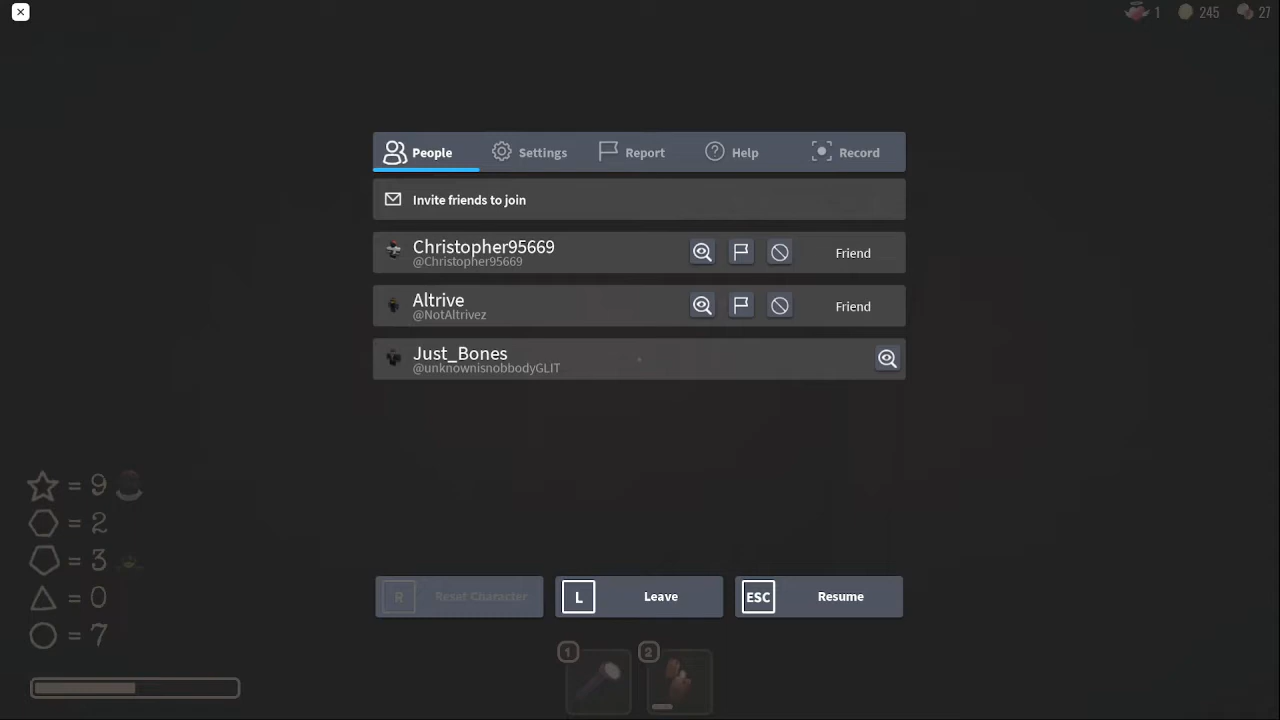 1 245 27
People Settings Report Help Record
Invite friends to join
Christopher95669
@Christopher95669
Friend
Altrive
@NotAltrivez
Friend
Just_Bones
@unknownisnobbodyGLIT
= 9
= 2
= 3
= 0
= 7
R Reset Character
L Leave
ESC Resume
1 2